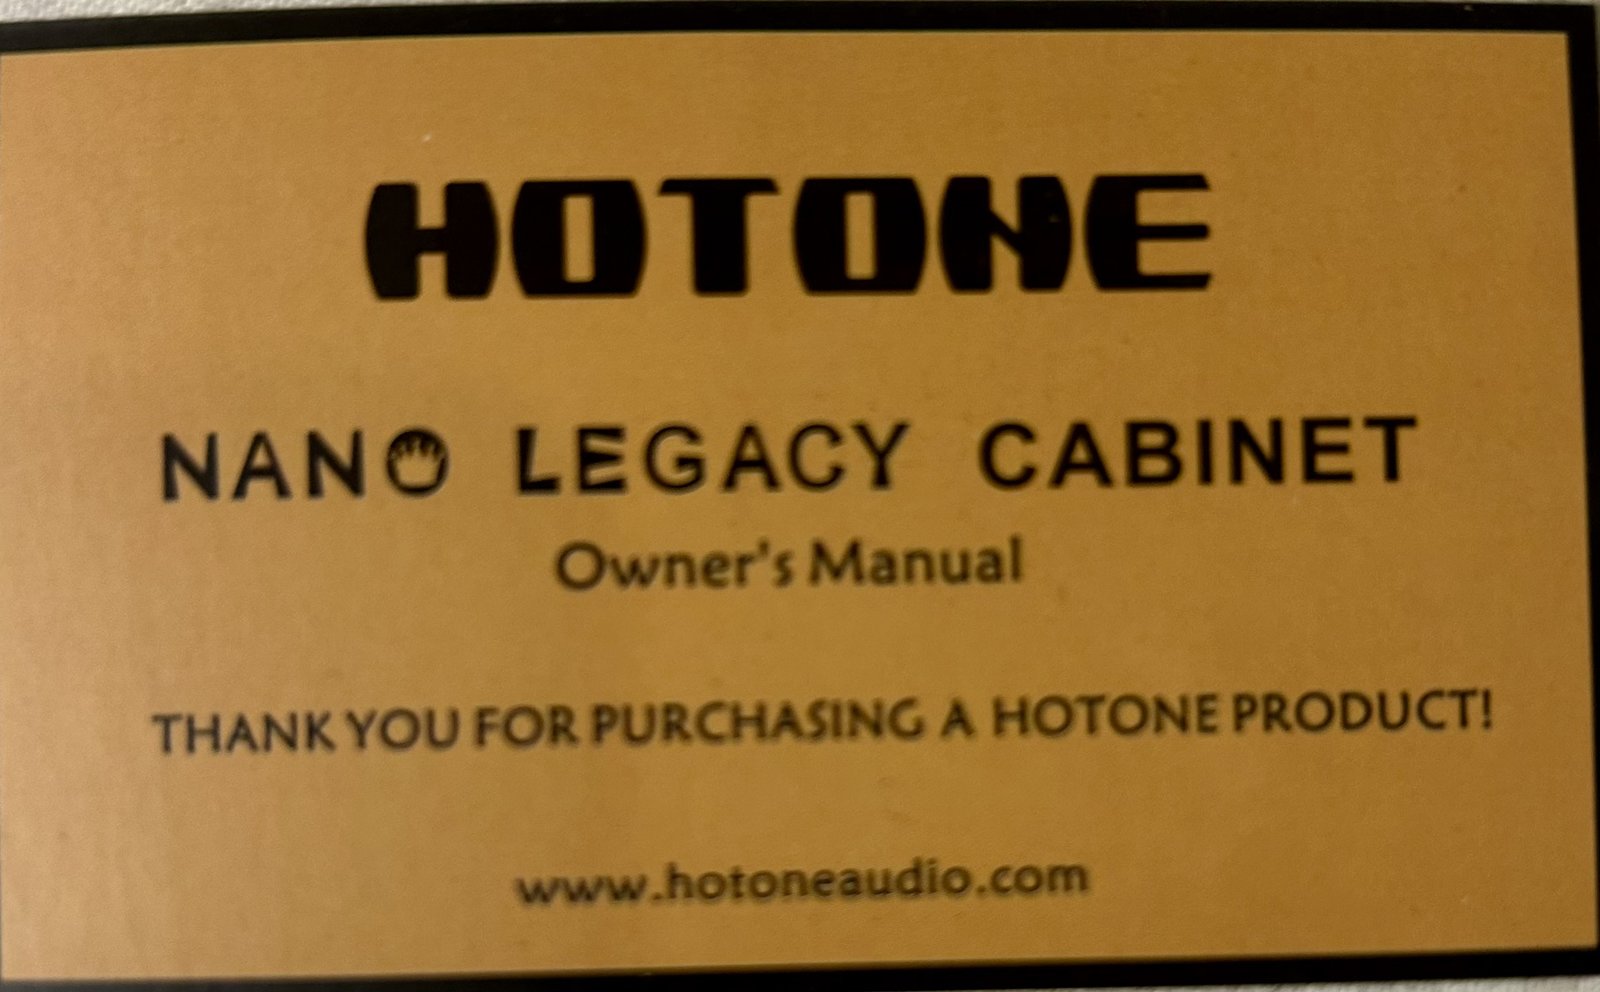 HOTONE
NANO LEGACY CABINET
Owner's Manual
THANK YOU FOR PURCHASING A HOTONE PRODUCT!
www.hotoneaudio.com